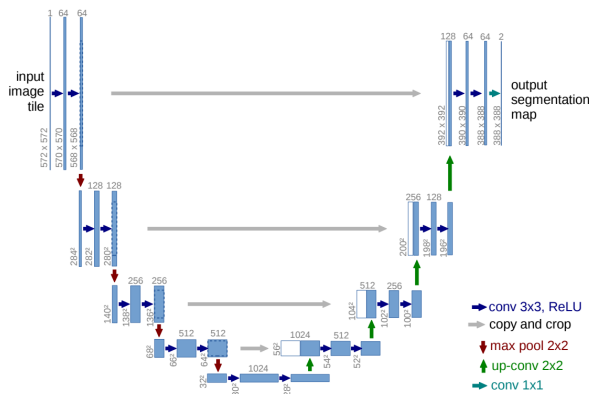 1 64 64
128 64 64 2
input
image
tile
output
segmentation
map
572 x 572
570 x 570
568 x 568
392 x 392
390 x 390
388 x 388
388 x 388
128 128
256 128
284²
282²
280²
200²
198²
196²
256 256
512 256
140²
138²
136²
104²
102²
100²
512 512
1024 512
68²
66²
64²
56²
54²
52²
1024
32²
conv 3x3, ReLU
copy and crop
max pool 2x2
up-conv 2x2
conv 1x1